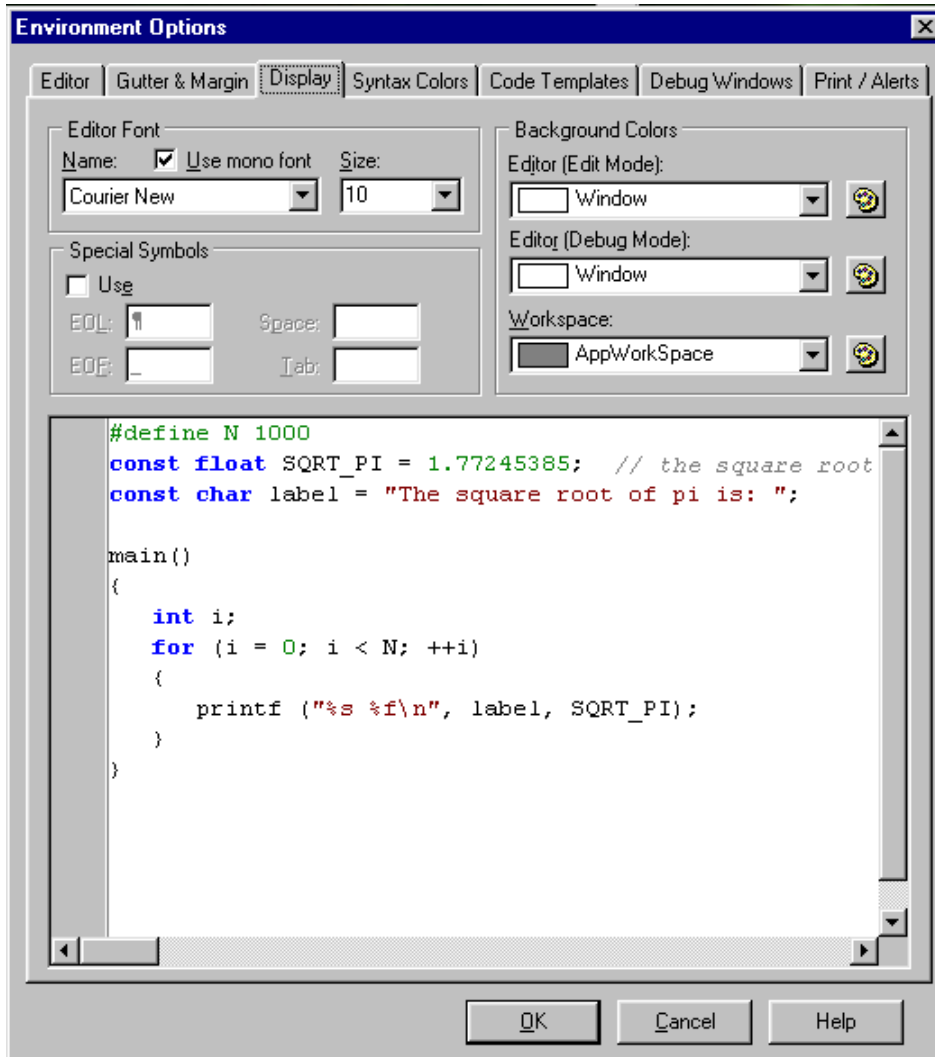 Environment Options
Editor Gutter & Margin Display Syntax Colors Code Templates Debug Windows Print / Alerts
Editor Font
Name: Use mono font Size:
Courier New 10
Special Symbols
Use
EOL: ¶ Space:
EOF: _ Tab:
Background Colors
Editor (Edit Mode):
Window
Editor (Debug Mode):
Window
Workspace:
AppWorkSpace
#define N 1000
const float SQRT_PI = 1.77245385;  // the square root
const char label = "The square root of pi is: ";
main()
{
   int i;
   for (i = 0; i < N; ++i)
   {
      printf ("%s %f\n", label, SQRT_PI);
   }
}
OK Cancel Help